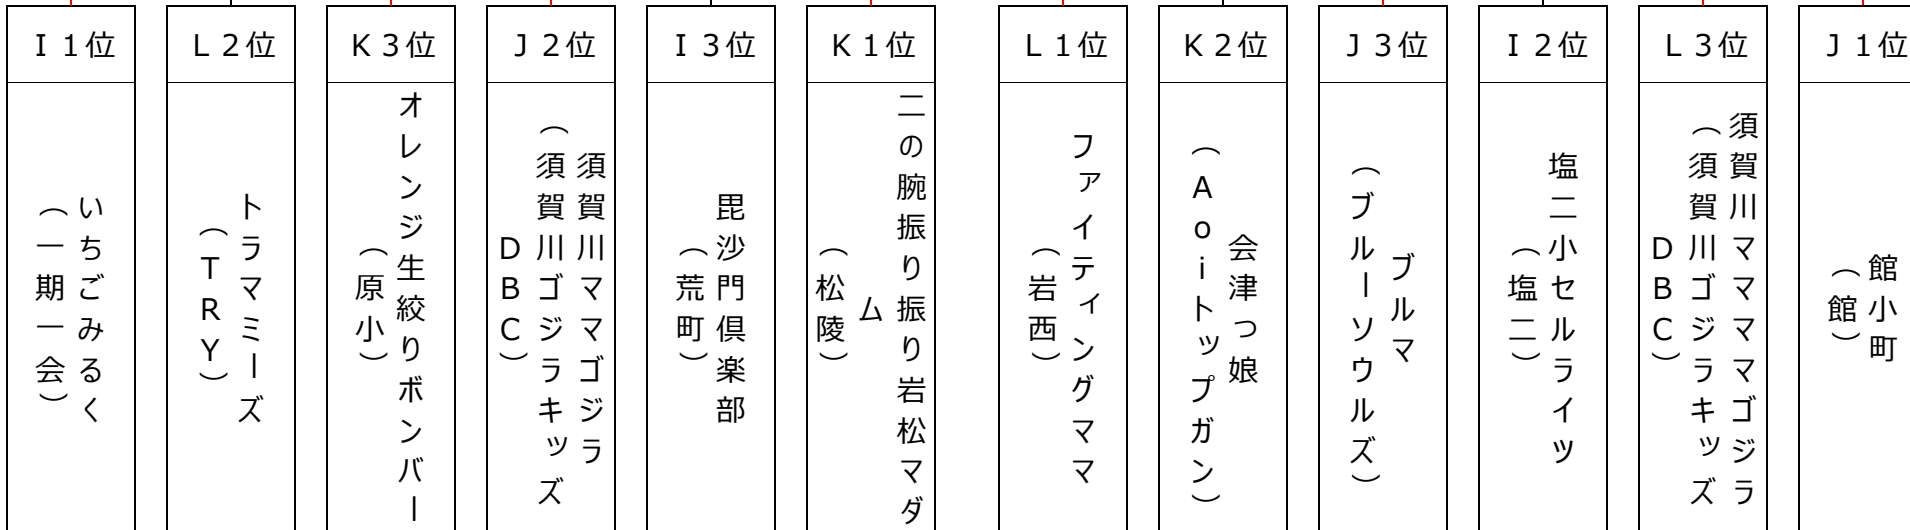 Ｉ１位
いちごみるく
（一期一会）
Ｌ２位
トラマミーズ
（ＴＲＹ）
Ｋ３位
オレンジ生絞りボンバー
（原小）
Ｊ２位
須賀川ママゴジラ
（須賀川ゴジラキッズ
ＤＢＣ）
Ｉ３位
毘沙門倶楽部
（荒町）
Ｋ１位
二の腕振り振り岩松マダ
ム
（松陵）
Ｌ１位
ファイティングママ
（岩西）
Ｋ２位
会津っ娘
（Ａｏｉトップガン）
Ｊ３位
ブルマ
（ブルーソウルズ）
Ｉ２位
塩二小セルライツ
（塩二）
Ｌ３位
須賀川ママママゴジラ
（須賀川ゴジラキッズ
ＤＢＣ）
Ｊ１位
館小町
（館）